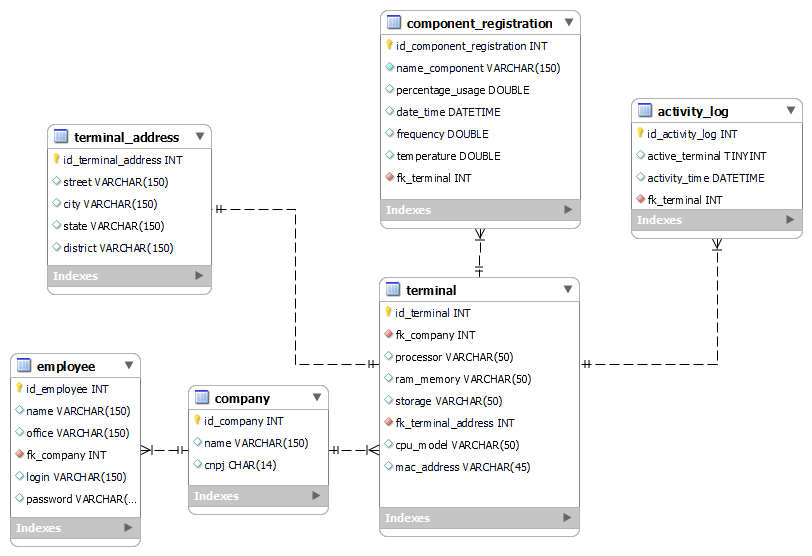 component_registration
id_component_registration INT
name_component VARCHAR(150)
percentage_usage DOUBLE
date_time DATETIME
frequency DOUBLE
temperature DOUBLE
fk_terminal INT
Indexes
activity_log
id_activity_log INT
active_terminal TINYINT
activity_time DATETIME
fk_terminal INT
Indexes
terminal_address
id_terminal_address INT
street VARCHAR(150)
city VARCHAR(150)
state VARCHAR(150)
district VARCHAR(150)
Indexes
terminal
id_terminal INT
fk_company INT
processor VARCHAR(50)
ram_memory VARCHAR(50)
storage VARCHAR(50)
fk_terminal_address INT
cpu_model VARCHAR(50)
mac_address VARCHAR(45)
Indexes
employee
id_employee INT
name VARCHAR(150)
office VARCHAR(150)
fk_company INT
login VARCHAR(150)
password VARCHAR(...
Indexes
company
id_company INT
name VARCHAR(150)
cnpj CHAR(14)
Indexes